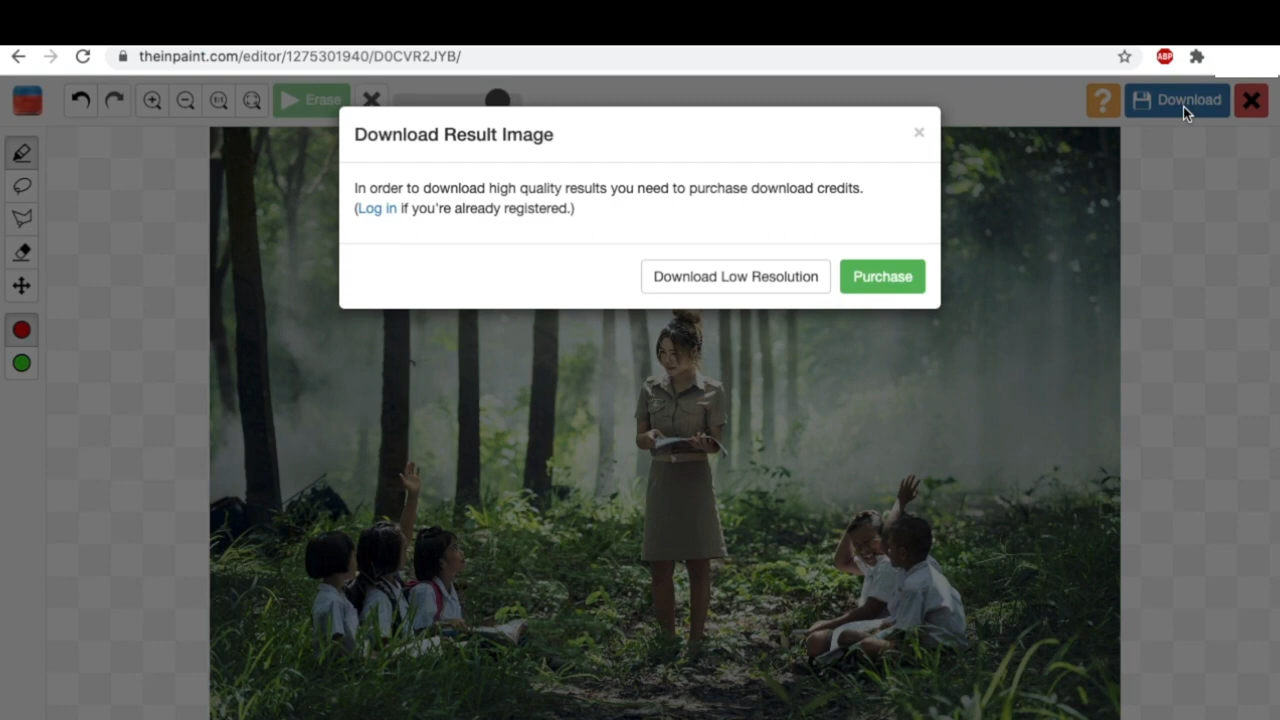 theinpaint.com/editor/1275301940/D0CVR2JYB/
ABP
Erase
?
Download
Download Result Image
×
In order to download high quality results you need to purchase download credits.
(Log in if you're already registered.)
Download Low Resolution
Purchase